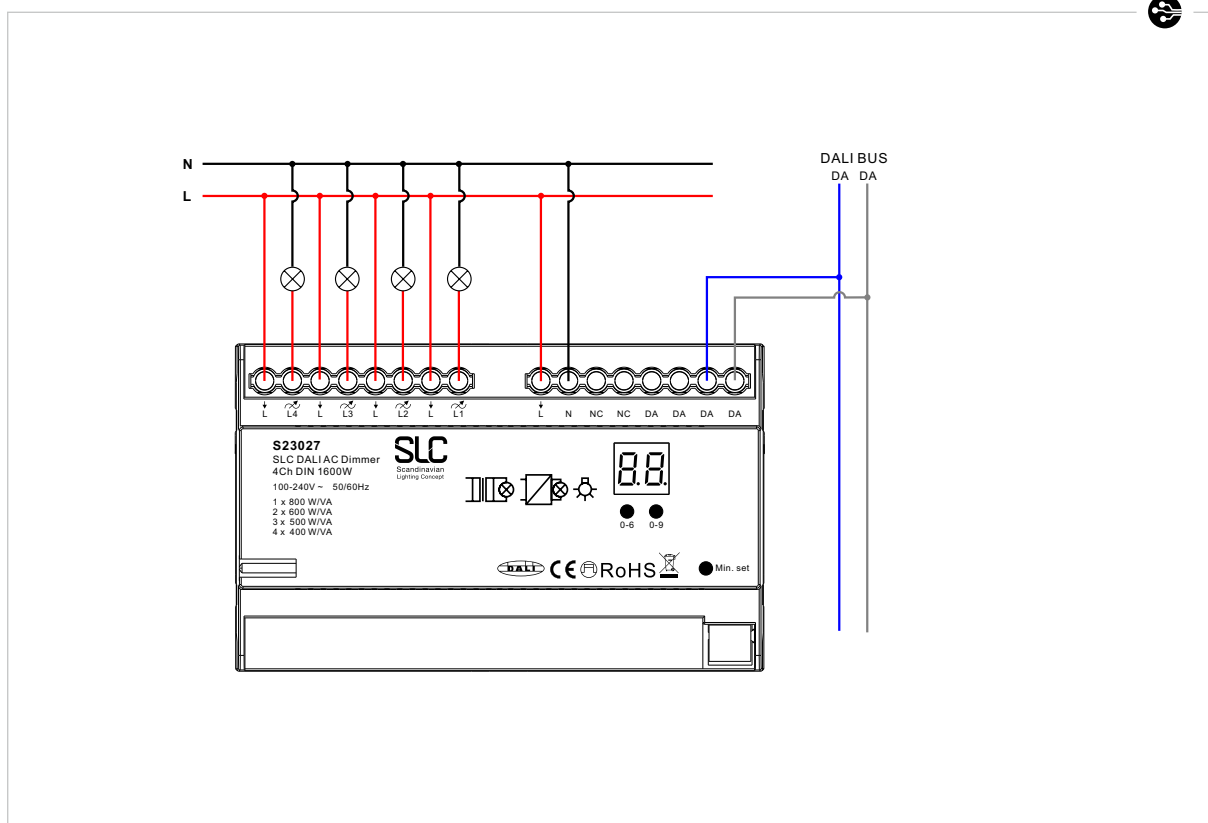 DALI BUS
DA DA
N
L
L L4 L L3 L L2 L L1
L N NC NC DA DA DA DA
S23027
SLC DALI AC Dimmer
4Ch DIN 1600W
100-240V ~ 50/60Hz
1 x 800 W/VA
2 x 600 W/VA
3 x 500 W/VA
4 x 400 W/VA
SLC
Scandinavian
Lighting Concept
8.8.
0-6 0-9
DALI CE RoHS
Min. set